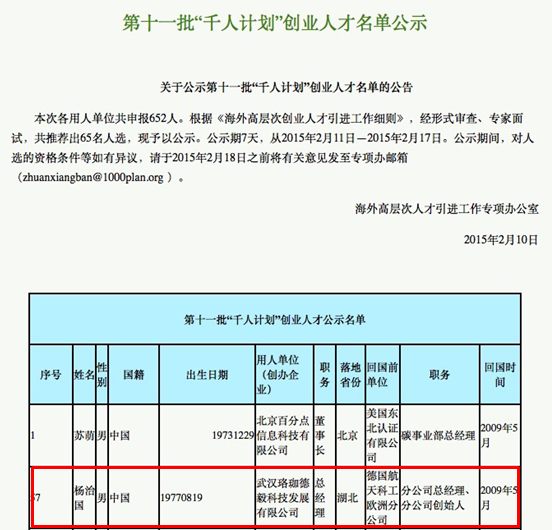 第十一批“千人计划”创业人才名单公示
关于公示第十一批“千人计划”创业人才名单的公告
本次各用人单位共申报652人。根据《海外高层次创业人才引进工作细则》，经形式审查、专家面
试，共推荐出65名人选，现予以公示。公示期7天，从2015年2月11日—2015年2月17日。公示期间，对人
选的资格条件等如有异议，请于2015年2月18日之前将有关意见发至专项办邮箱
（zhuanxiangban@1000plan.org ）。
海外高层次人才引进工作专项办公室
2015年2月10日
第十一批“千人计划”创业人才公示名单
序号 姓名 性别 国籍 出生日期 用人单位（创办企业） 职务 落地省份 回国前单位 职务 回国时间
1 苏萌 男 中国 19731229 北京百分点信息科技有限公司 董事长 北京 美国东北认证有限公司 碳事业部总经理 2009年5月
37 杨治国 男 中国 19770819 武汉珞珈德毅科技发展有限公司 总经理 湖北 德国航天科工欧洲分公司 分公司总经理、分公司创始人 2009年5月